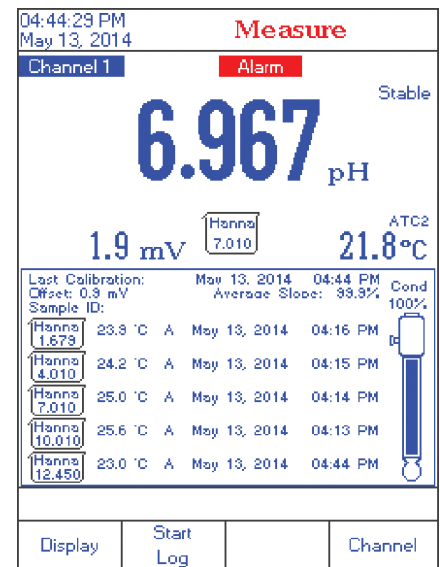 04:44:29 PM
May 13, 2014
Measure
Channel 1
Alarm
Stable
6.967 pH
ATC2
1.9 mV
Hanna
7.010
21.8°C
Last Calibration: May 13, 2014 04:44 PM
Offset: 0.9 mV Average Slope: 99.9%
Sample ID:
Cond
100%
Hanna
1.679
23.9 °C A May 13, 2014 04:16 PM
Hanna
4.010
24.2 °C A May 13, 2014 04:15 PM
Hanna
7.010
25.0 °C A May 13, 2014 04:14 PM
Hanna
10.010
25.6 °C A May 13, 2014 04:13 PM
Hanna
12.450
23.0 °C A May 13, 2014 04:44 PM
Display
Start
Log
Channel